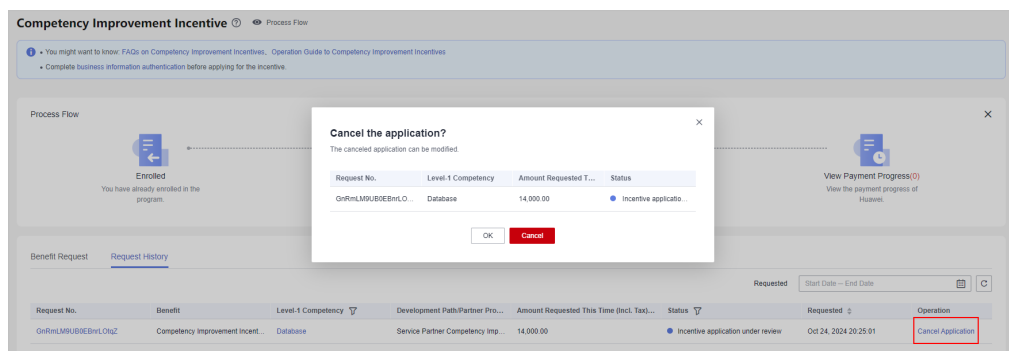 Competency Improvement Incentive Process Flow
• You might want to know: FAQs on Competency Improvement Incentives, Operation Guide to Competency Improvement Incentives
• Complete business information authentication before applying for the incentive.
Process Flow
Enrolled
You have already enrolled in the
program.
View Payment Progress(0)
View the payment progress of
Huawei.
Cancel the application?
The canceled application can be modified.
Request No. Level-1 Competency Amount Requested T... Status
GnRmLM9UB0EBnrLO... Database 14,000.00 Incentive applicatio...
OK Cancel
Benefit Request Request History
Requested Start Date – End Date
Request No. Benefit Level-1 Competency Development Path/Partner Pro... Amount Requested This Time (Incl. Tax)... Status Requested Operation
GnRmLM9UB0EBnrLOIqZ Competency Improvement Incent... Database Service Partner Competency Imp... 14,000.00 Incentive application under review Oct 24, 2024 20:25:01 Cancel Application